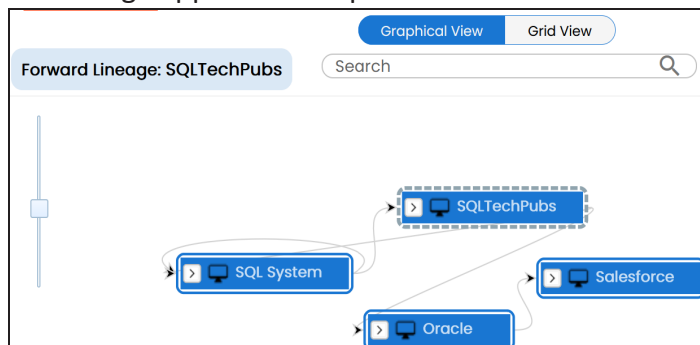 Graphical View
Grid View
Forward Lineage: SQLTechPubs
Search
SQLTechPubs
SQL System
Salesforce
Oracle